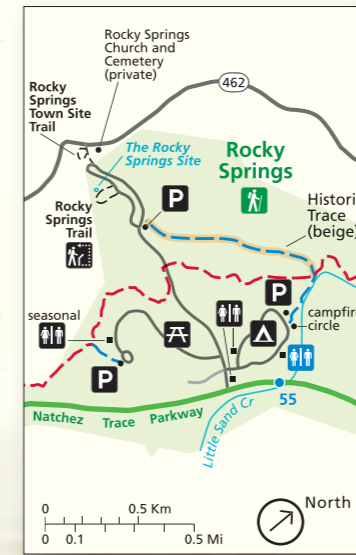 Rocky Springs
Church and
Cemetery
(private)
462
Rocky
Springs
Town Site
Trail
The Rocky
Springs Site
Rocky
Springs
Rocky
Springs
Trail
P
Histori
Trace
(beige)
P
campfire
circle
seasonal
P
55
Natchez Trace Parkway
Little Sand Cr
0 0.5 Km
0 0.1 0.5 Mi
North